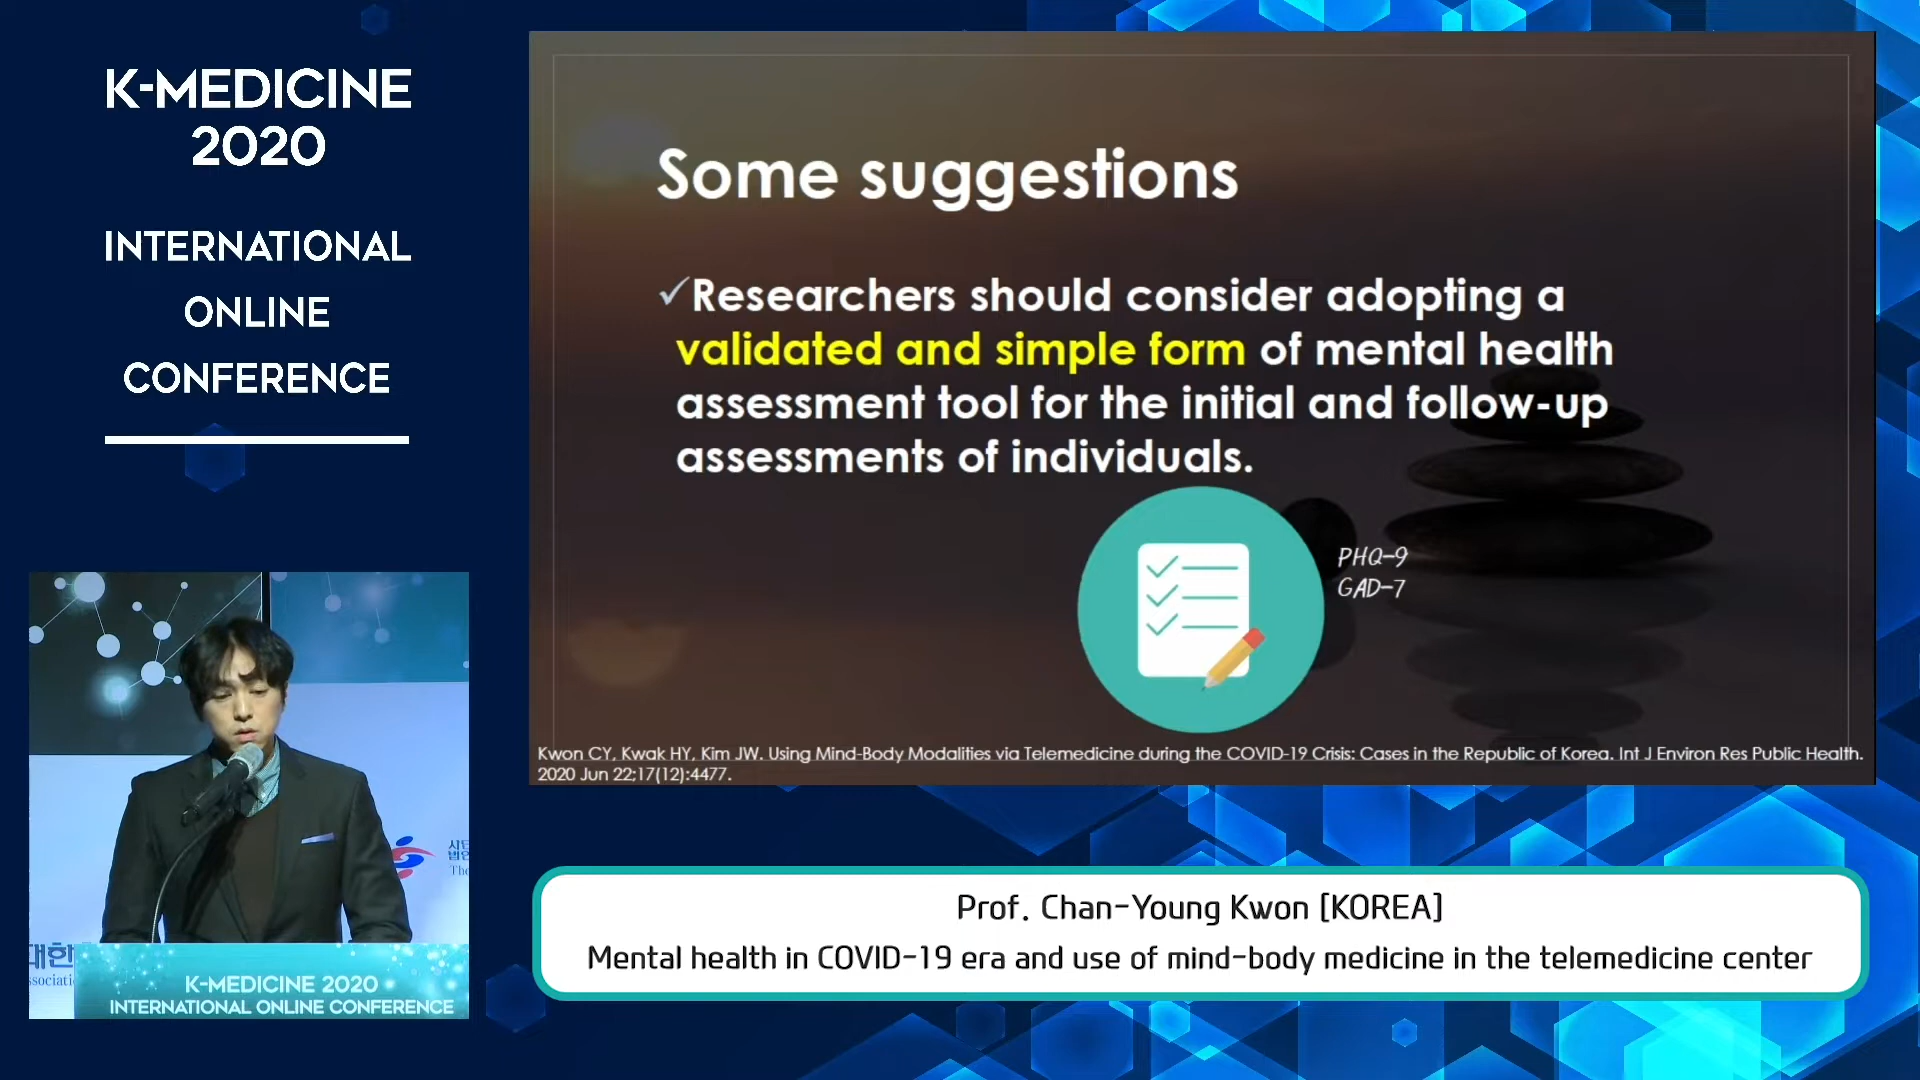 K-MEDICINE
2020
INTERNATIONAL
ONLINE
CONFERENCE
Some suggestions
✓Researchers should consider adopting a
validated and simple form of mental health
assessment tool for the initial and follow-up
assessments of individuals.
PHQ-9
GAD-7
Kwon CY, Kwak HY, Kim JW. Using Mind-Body Modalities via Telemedicine during the COVID-19 Crisis: Cases in the Republic of Korea. Int J Environ Res Public Health.
2020 Jun 22;17(12):4477.
대한
K-MEDICINE 2020
INTERNATIONAL ONLINE CONFERENCE
Prof. Chan-Young Kwon [KOREA]
Mental health in COVID-19 era and use of mind-body medicine in the telemedicine center